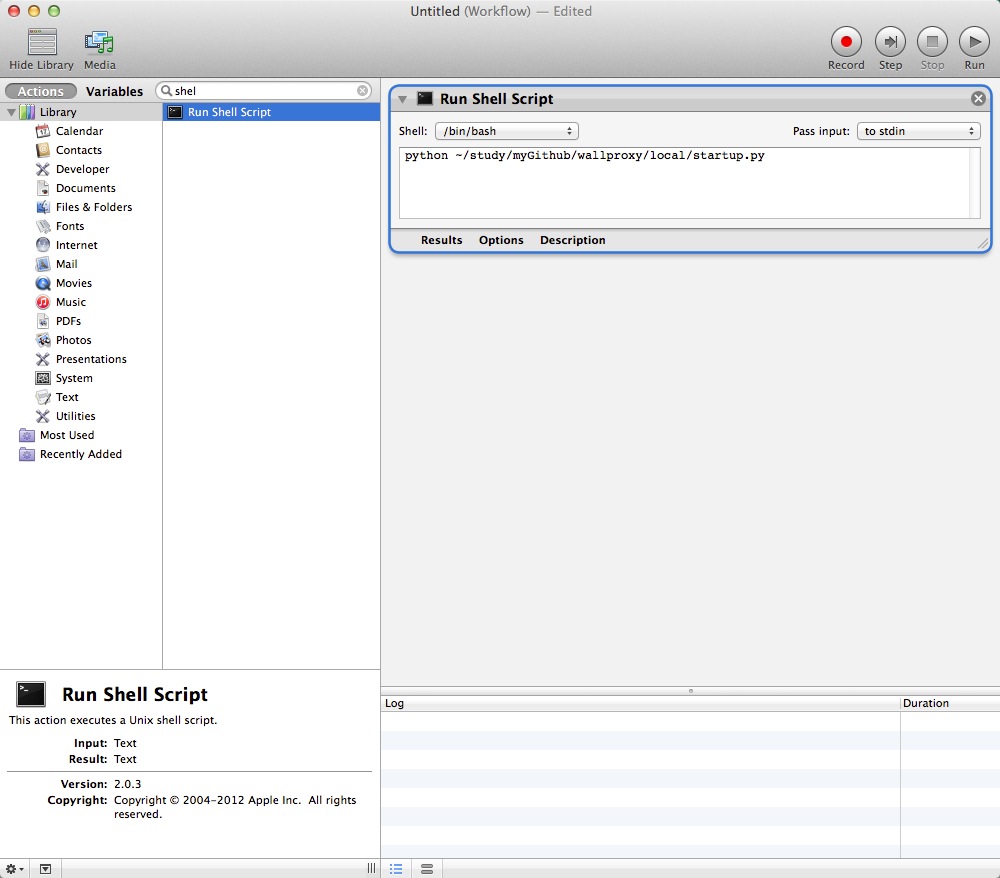 Untitled (Workflow) — Edited
Hide Library
Media
Record
Step
Stop
Run
Actions
Variables
shel
Library
Calendar
Contacts
Developer
Documents
Files & Folders
Fonts
Internet
Mail
Movies
Music
PDFs
Photos
Presentations
System
Text
Utilities
Most Used
Recently Added
Run Shell Script
Run Shell Script
Shell: /bin/bash
Pass input: to stdin
python ~/study/myGithub/wallproxy/local/startup.py
Results Options Description
Run Shell Script
This action executes a Unix shell script.
Input: Text
Result: Text
Version: 2.0.3
Copyright: Copyright © 2004–2012 Apple Inc. All rights
reserved.
Log
Duration